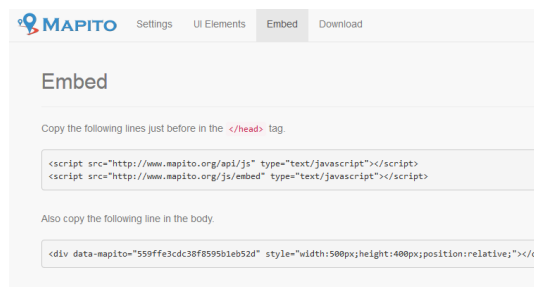 MAPITO Settings UI Elements Embed Download
Embed
Copy the following lines just before in the </head> tag.
<script src="http://www.mapito.org/api/js" type="text/javascript"></script>
<script src="http://www.mapito.org/js/embed" type="text/javascript"></script>
Also copy the following line in the body.
<div data-mapito="559ffe3cdc38f8595b1eb52d" style="width:500px;height:400px;position:relative;"></